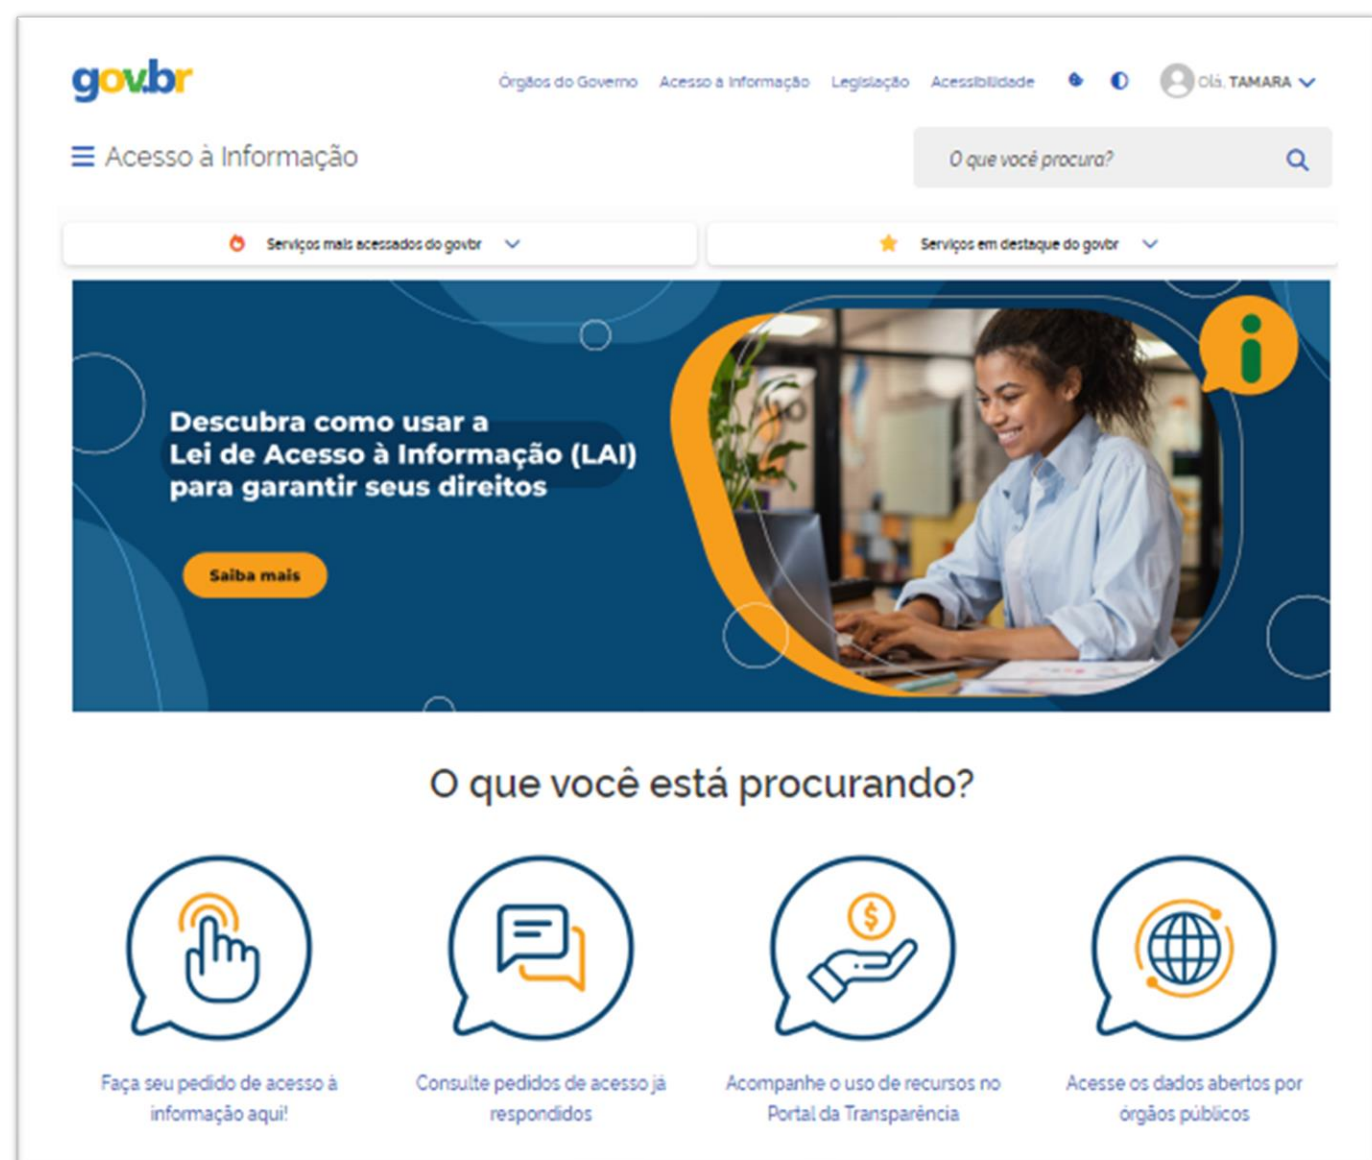 gov.br
Órgãos do Governo Acesso à Informação Legislação Acessibilidade Olá, TAMARA
Acesso à Informação
O que você procura?
Serviços mais acessados do govbr
Serviços em destaque do govbr
Descubra como usar a
Lei de Acesso à Informação (LAI)
para garantir seus direitos
Saiba mais
O que você está procurando?
Faça seu pedido de acesso à
informação aqui!
Consulte pedidos de acesso já
respondidos
Acompanhe o uso de recursos no
Portal da Transparência
Acesse os dados abertos por
órgãos públicos